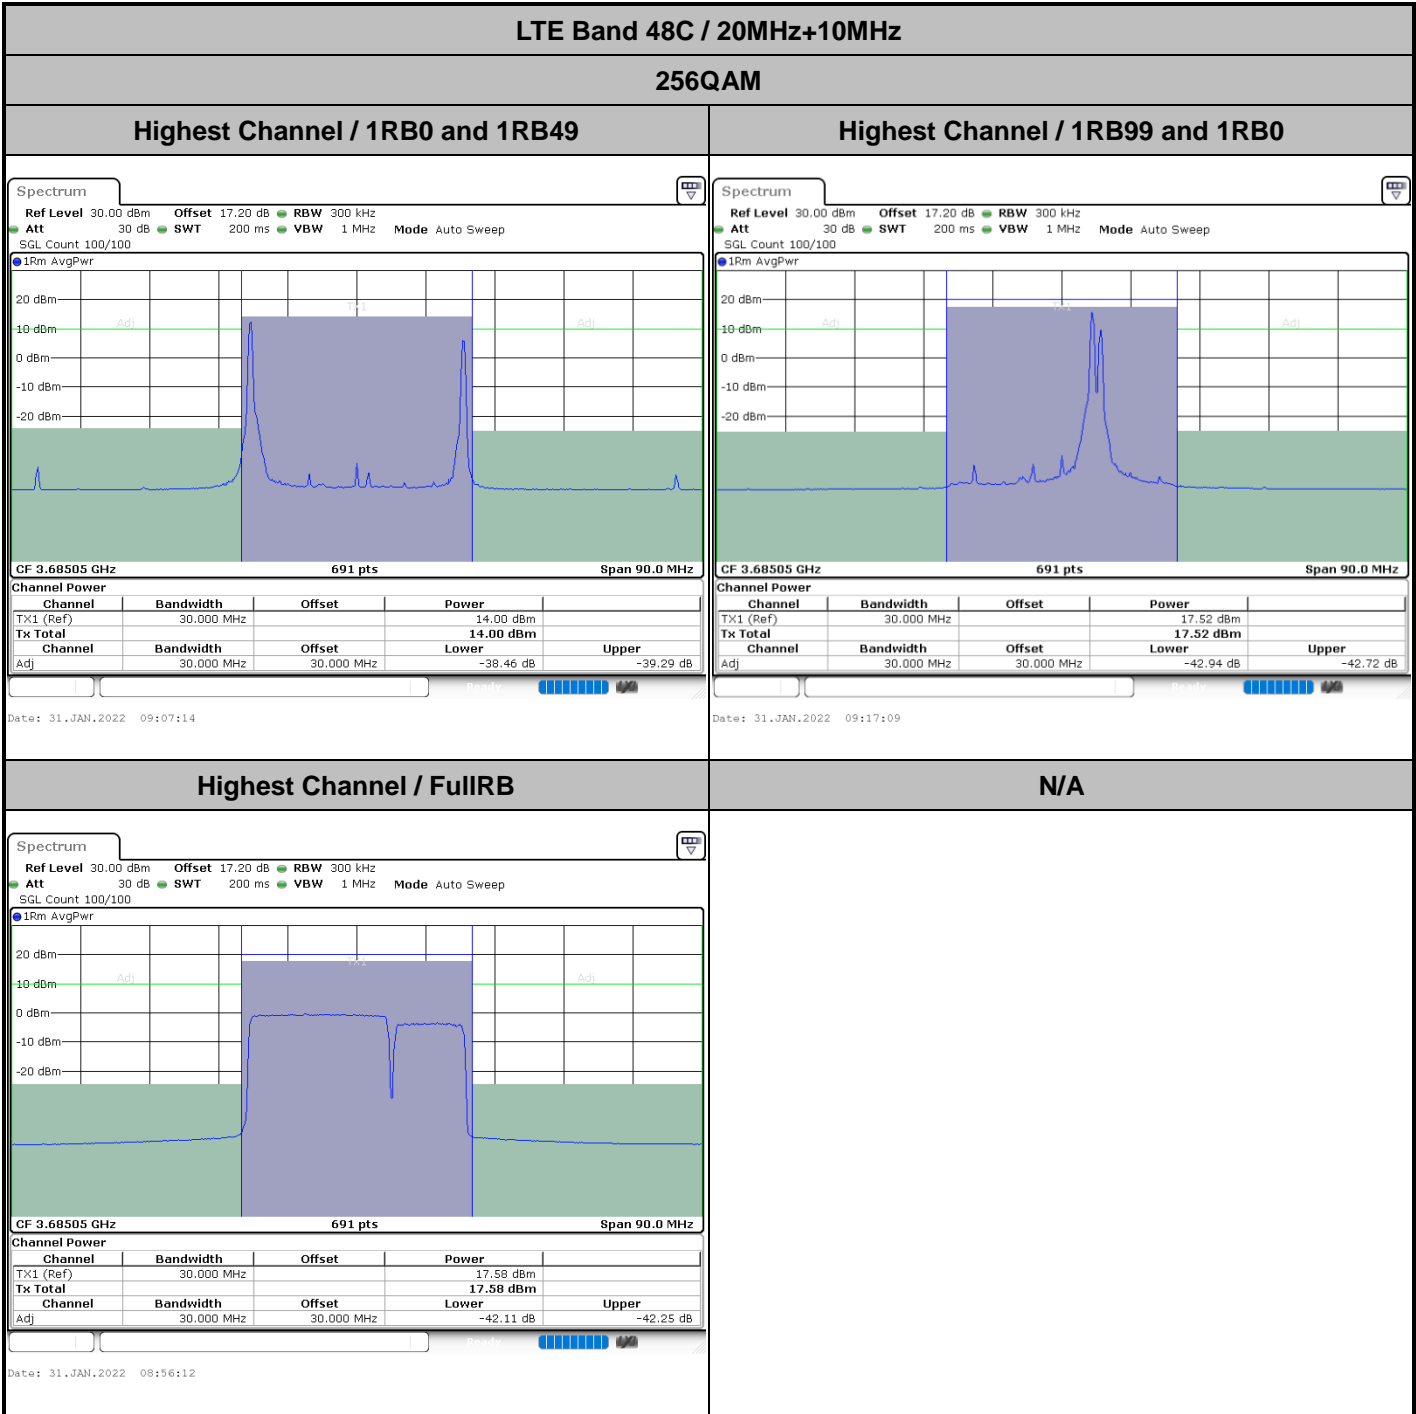 LTE Band 48C / 20MHz+10MHz
256QAM
Highest Channel / 1RB0 and 1RB49
Highest Channel / 1RB99 and 1RB0
Spectrum
Ref Level 30.00 dBm Offset 17.20 dB RBW 300 kHz
Att 30 dB SWT 200 ms VBW 1 MHz Mode Auto Sweep
SGL Count 100/100
1Rm AvgPwr
TX1
20 dBm
10 dBm
Adj
Adj
0 dBm
-10 dBm
-20 dBm
CF 3.68505 GHz 691 pts Span 90.0 MHz
Channel Power
Channel Bandwidth Offset Power
TX1 (Ref) 30.000 MHz 14.00 dBm
Tx Total 14.00 dBm
Channel Bandwidth Offset Lower Upper
Adj 30.000 MHz 30.000 MHz -38.46 dB -39.29 dB
Ready
Date: 31.JAN.2022 09:07:14
Spectrum
Ref Level 30.00 dBm Offset 17.20 dB RBW 300 kHz
Att 30 dB SWT 200 ms VBW 1 MHz Mode Auto Sweep
SGL Count 100/100
1Rm AvgPwr
TX1
20 dBm
10 dBm
Adj
Adj
0 dBm
-10 dBm
-20 dBm
CF 3.68505 GHz 691 pts Span 90.0 MHz
Channel Power
Channel Bandwidth Offset Power
TX1 (Ref) 30.000 MHz 17.52 dBm
Tx Total 17.52 dBm
Channel Bandwidth Offset Lower Upper
Adj 30.000 MHz 30.000 MHz -42.94 dB -42.72 dB
Ready
Date: 31.JAN.2022 09:17:09
Highest Channel / FullRB
N/A
Spectrum
Ref Level 30.00 dBm Offset 17.20 dB RBW 300 kHz
Att 30 dB SWT 200 ms VBW 1 MHz Mode Auto Sweep
SGL Count 100/100
1Rm AvgPwr
TX1
20 dBm
10 dBm
Adj
Adj
0 dBm
-10 dBm
-20 dBm
CF 3.68505 GHz 691 pts Span 90.0 MHz
Channel Power
Channel Bandwidth Offset Power
TX1 (Ref) 30.000 MHz 17.58 dBm
Tx Total 17.58 dBm
Channel Bandwidth Offset Lower Upper
Adj 30.000 MHz 30.000 MHz -42.11 dB -42.25 dB
Ready
Date: 31.JAN.2022 08:56:12